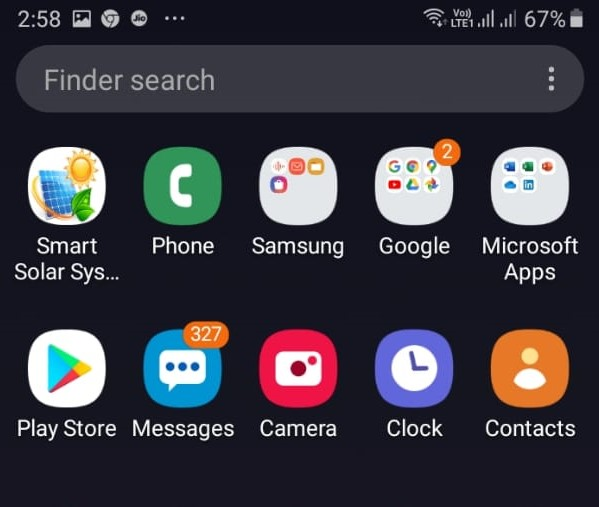 2:58 Jio ... Vo)) LTE1 67%
Finder search
2
Smart Solar Sys... Phone Samsung Google Microsoft Apps
327
Play Store Messages Camera Clock Contacts